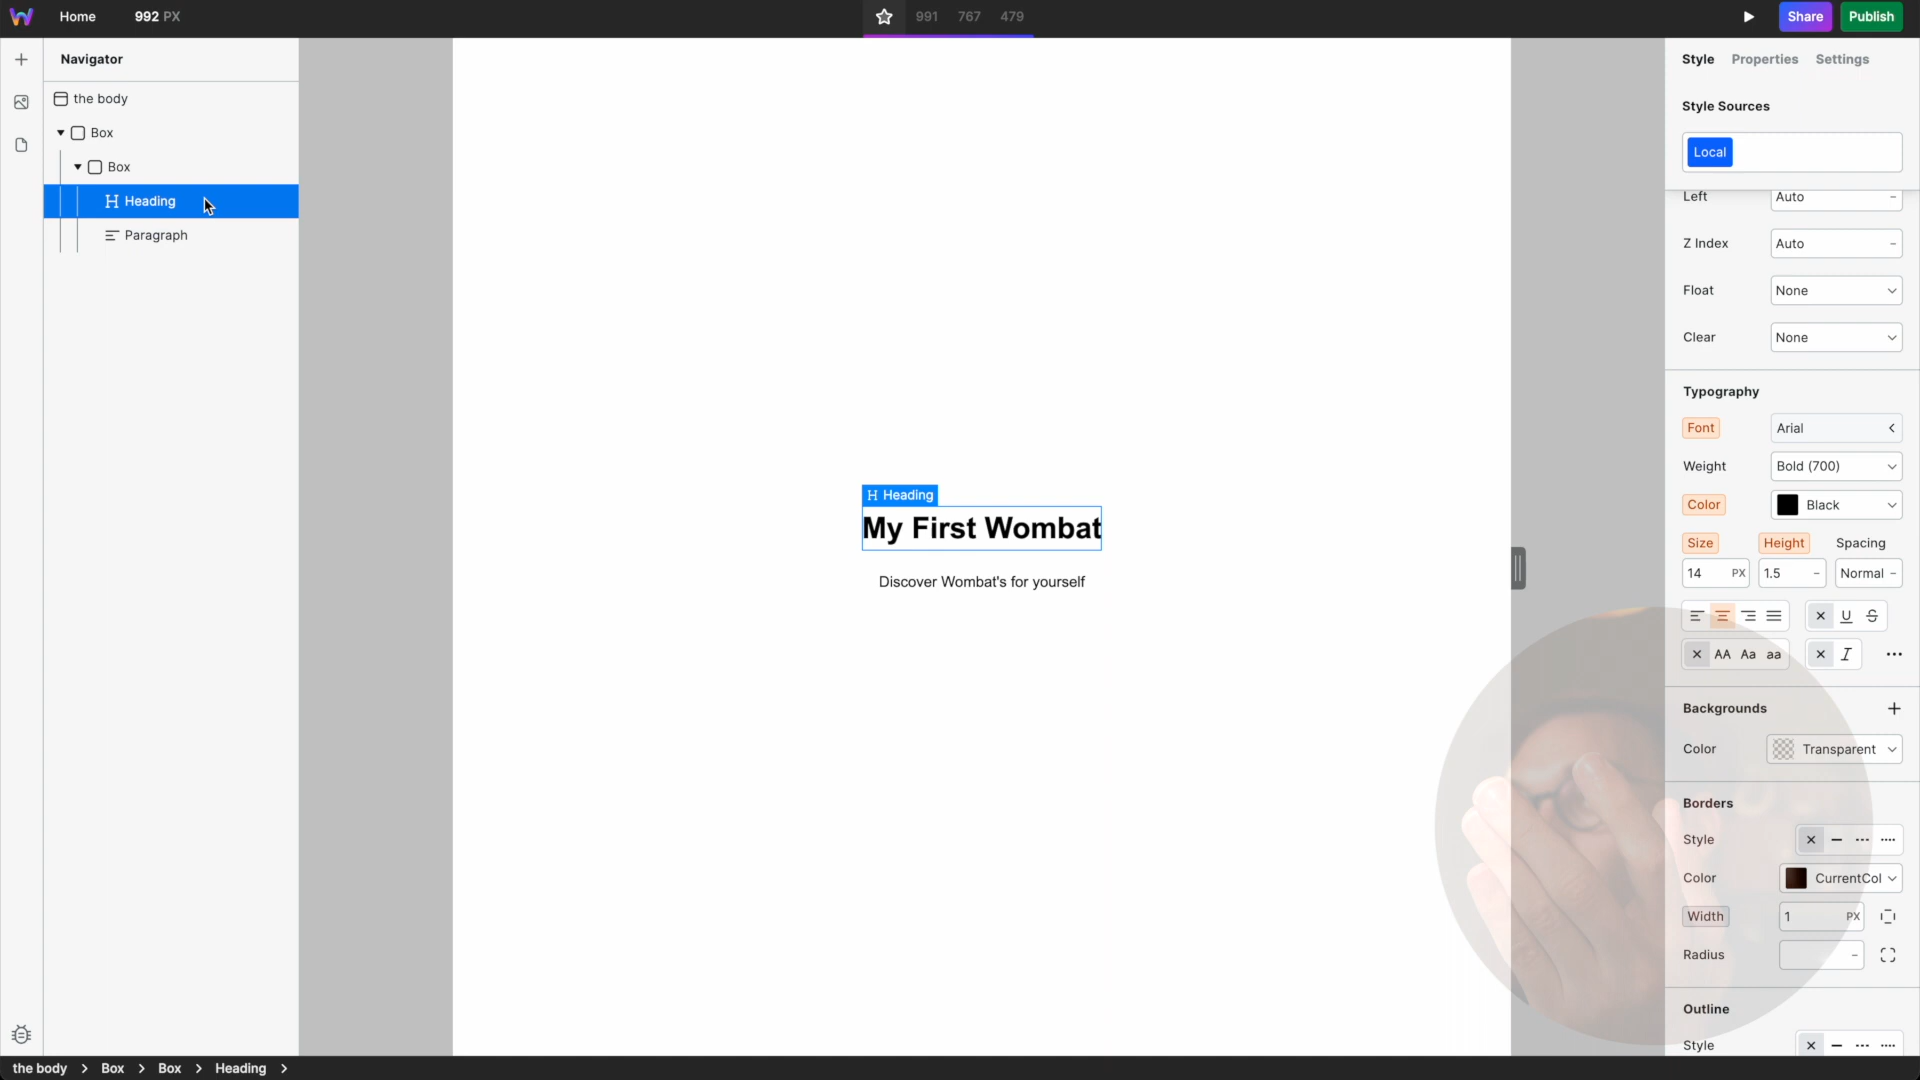 Home
992 PX
991
767
479
Share
Publish
Navigator
the body
Box
Box
Heading
Paragraph
Heading
My First Wombat
Discover Wombat's for yourself
Style
Properties
Settings
Style Sources
Local
Left
Auto
Z Index
Auto
Float
None
Clear
None
Typography
Font
Arial
Weight
Bold (700)
Color
Black
Size
Height
Spacing
14 PX
1.5
Normal
AA Aa aa
Backgrounds
Color
Transparent
Borders
Style
Color
CurrentCol
Width
1 PX
Radius
Outline
Style
the body > Box > Box > Heading >